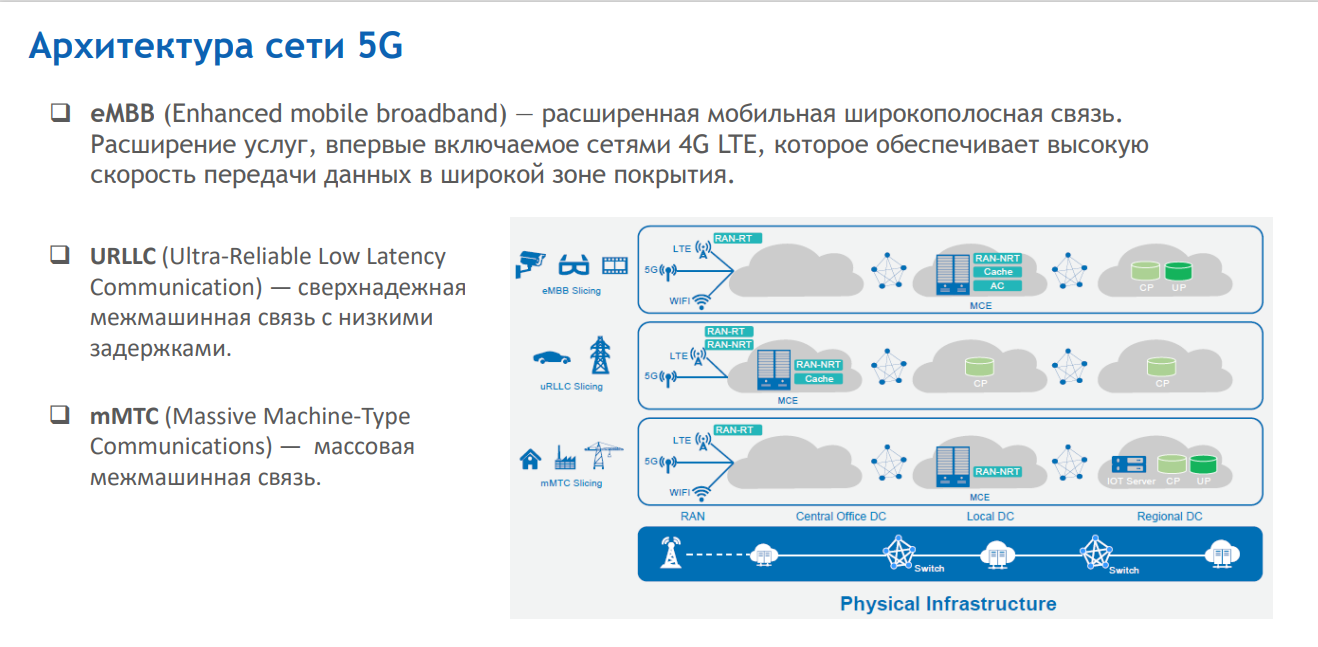 Архитектура сети 5G
❑ eMBB (Enhanced mobile broadband) — расширенная мобильная широкополосная связь.
Расширение услуг, впервые включаемое сетями 4G LTE, которое обеспечивает высокую
скорость передачи данных в широкой зоне покрытия.
❑ URLLC (Ultra-Reliable Low Latency
Communication) — сверхнадежная
межмашинная связь с низкими
задержками.
❑ mMTC (Massive Machine-Type
Communications) — массовая
межмашинная связь.
eMBB Slicing
LTE
RAN-RT
5G
WIFI
RAN-NRT
Cache
AC
MCE
CP UP
uRLLC Slicing
RAN-RT
RAN-NRT
LTE
5G
RAN-NRT
Cache
MCE
CP
CP
mMTC Slicing
RAN-RT
LTE
5G
WIFI
RAN-NRT
MCE
IOT Server CP UP
RAN Central Office DC Local DC Regional DC
Switch Switch
Physical Infrastructure